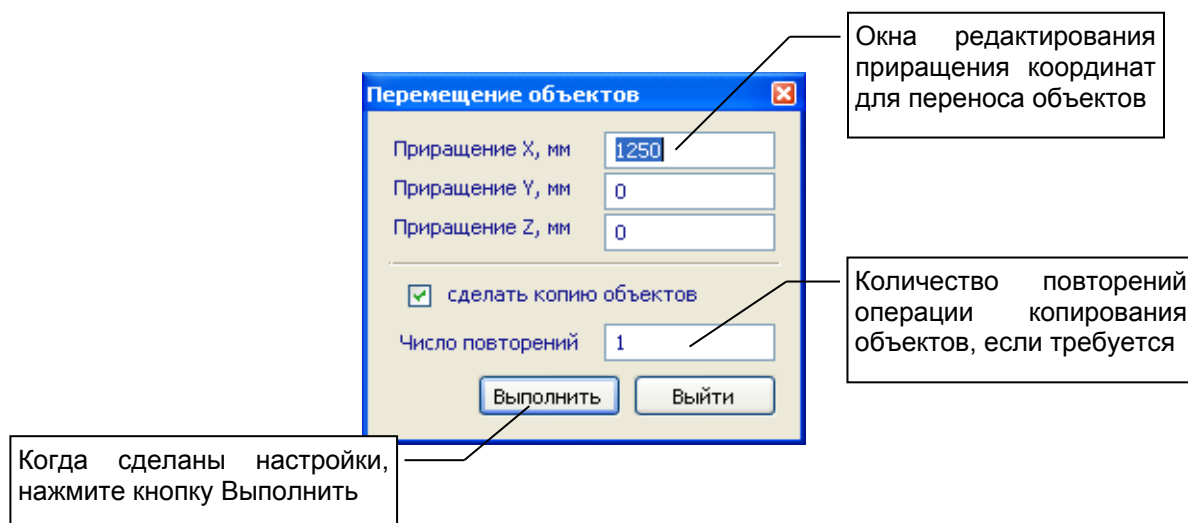 Окна редактирования
приращения координат
для переноса объектов
Перемещение объектов
Приращение X, мм 1250
Приращение Y, мм 0
Приращение Z, мм 0
сделать копию объектов
Число повторений 1
Выполнить Выйти
Количество повторений
операции копирования
объектов, если требуется
Когда сделаны настройки,
нажмите кнопку Выполнить